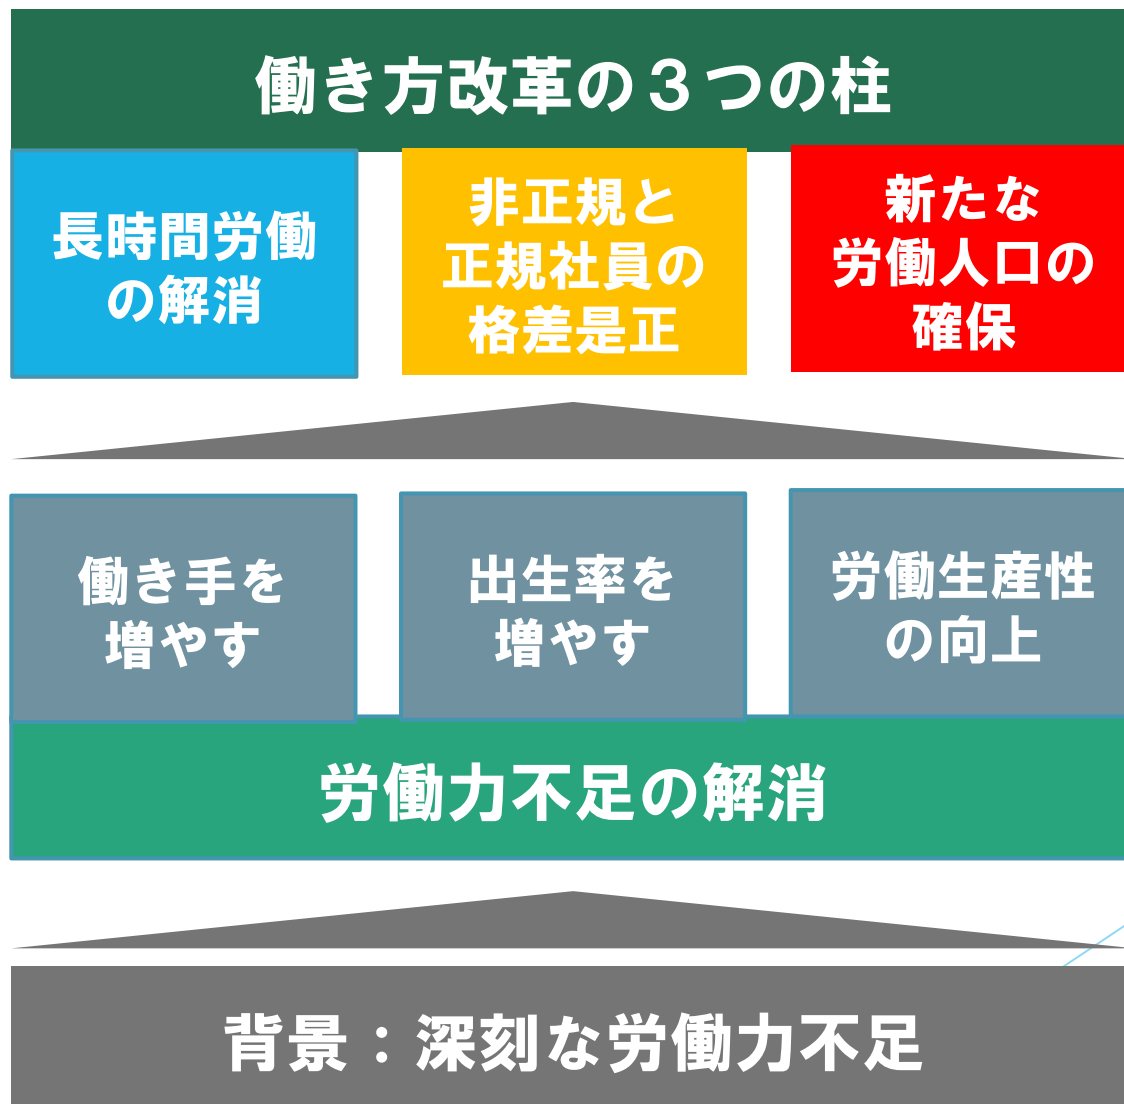 働き方改革の３つの柱
長時間労働
の解消
非正規と
正規社員の
格差是正
新たな
労働人口の
確保
働き手を
増やす
出生率を
増やす
労働生産性
の向上
労働力不足の解消
背景：深刻な労働力不足